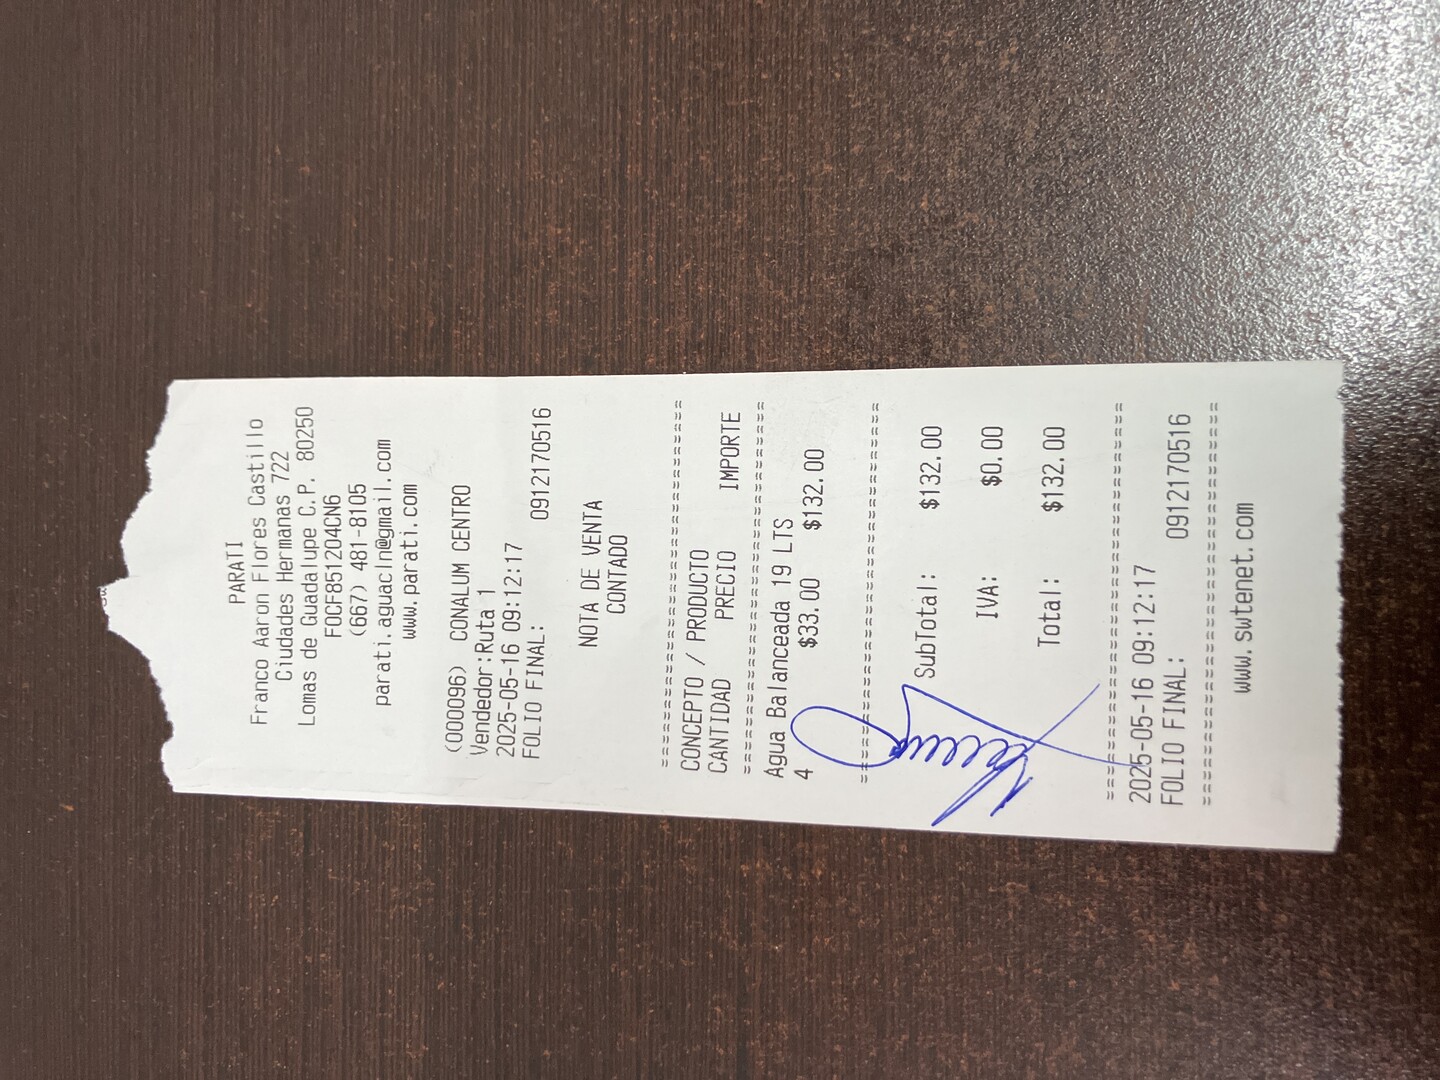 PARATI
Franco Aaron Flores Castillo
Ciudades Hermanas 722
Lomas de Guadalupe C.P. 80250
FOCF851204CN6
(667) 481-8105
parati.aguacln@gmail.com
www.parati.com
(000096) CONALUM CENTRO
Vendedor:Ruta 1
2025-05-16 09:12:17
FOLIO FINAL: 0912170516
NOTA DE VENTA
CONTADO
================================
CONCEPTO / PRODUCTO
CANTIDAD PRECIO IMPORTE
================================
Agua Balanceada 19 LTS
4 $33.00 $132.00
================================
SubTotal: $132.00
IVA: $0.00
Total: $132.00
================================
2025-05-16 09:12:17
FOLIO FINAL: 0912170516
================================
www.swtenet.com